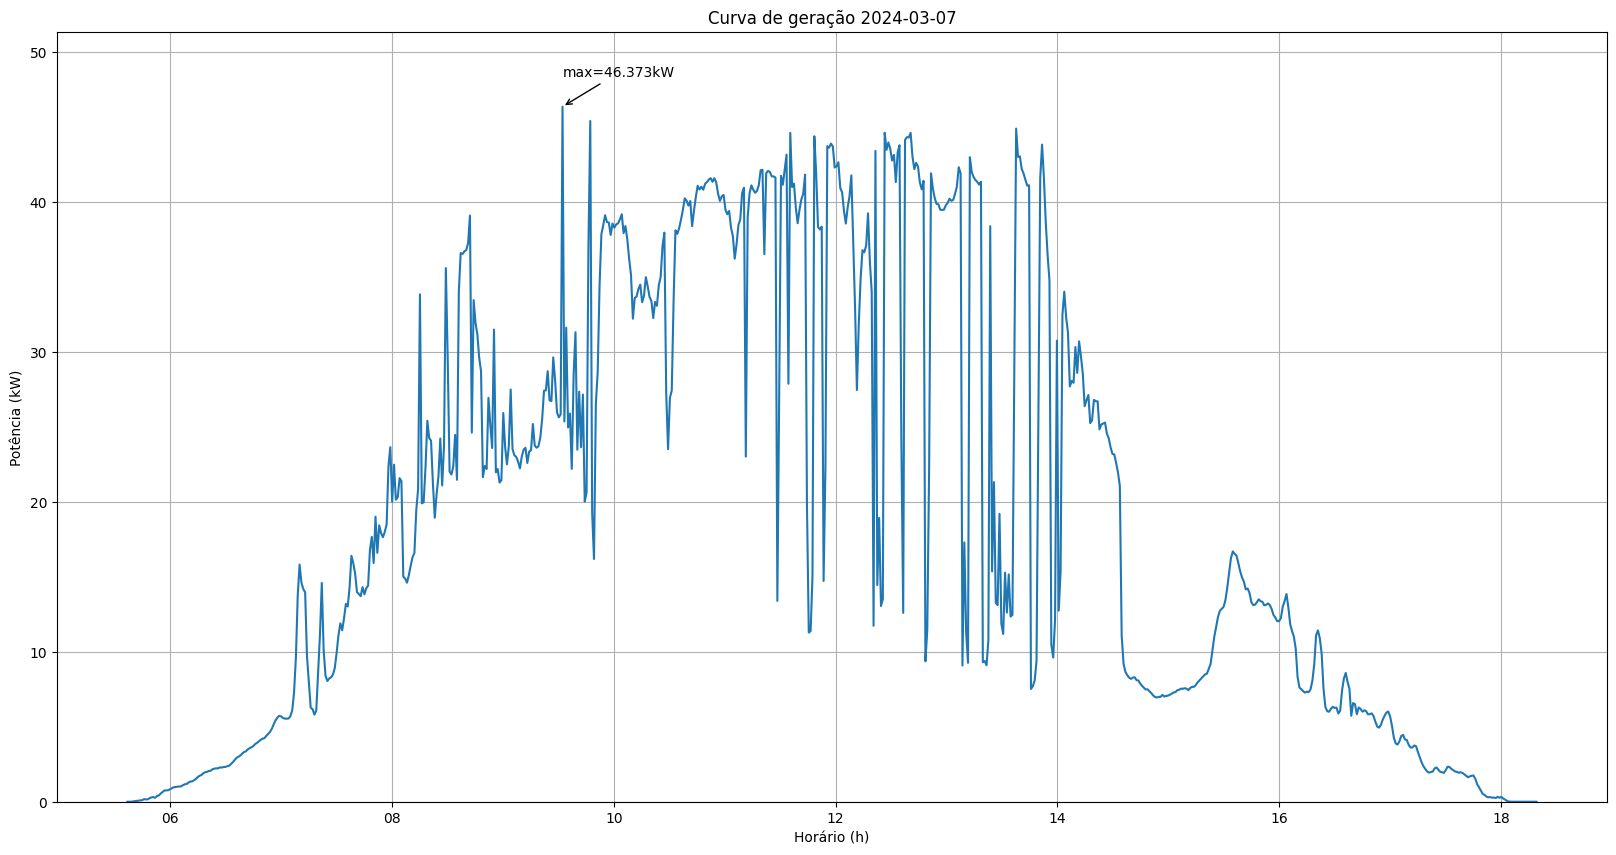 Curva de geração 2024-03-07
max=46.373kW
Potência (kW)
50
40
30
20
10
0
06 08 10 12 14 16 18
Horário (h)